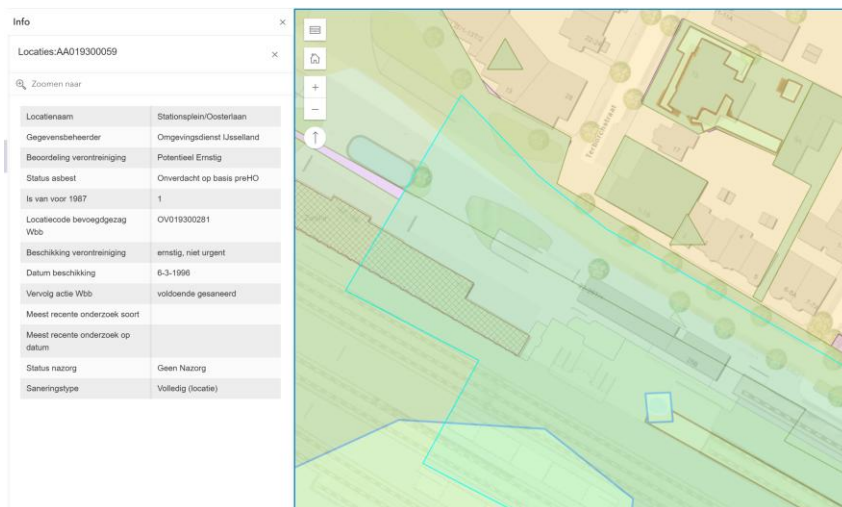 Info ×
Locaties:AA019300059 ×
Zoomen naar
Locatienaam Stationsplein/Oosterlaan
Gegevensbeheerder Omgevingsdienst IJsselland
Beoordeling verontreiniging Potentieel Ernstig
Status asbest Onverdacht op basis preHO
Is van voor 1987 1
Locatiecode bevoegdgezag
Wbb OV019300281
Beschikking verontreiniging ernstig, niet urgent
Datum beschikking 6-3-1996
Vervolg actie Wbb voldoende gesaneerd
Meest recente onderzoek soort
Meest recente onderzoek op
datum
Status nazorg Geen Nazorg
Saneringstype Volledig (locatie)
+
−
Terborchstraat